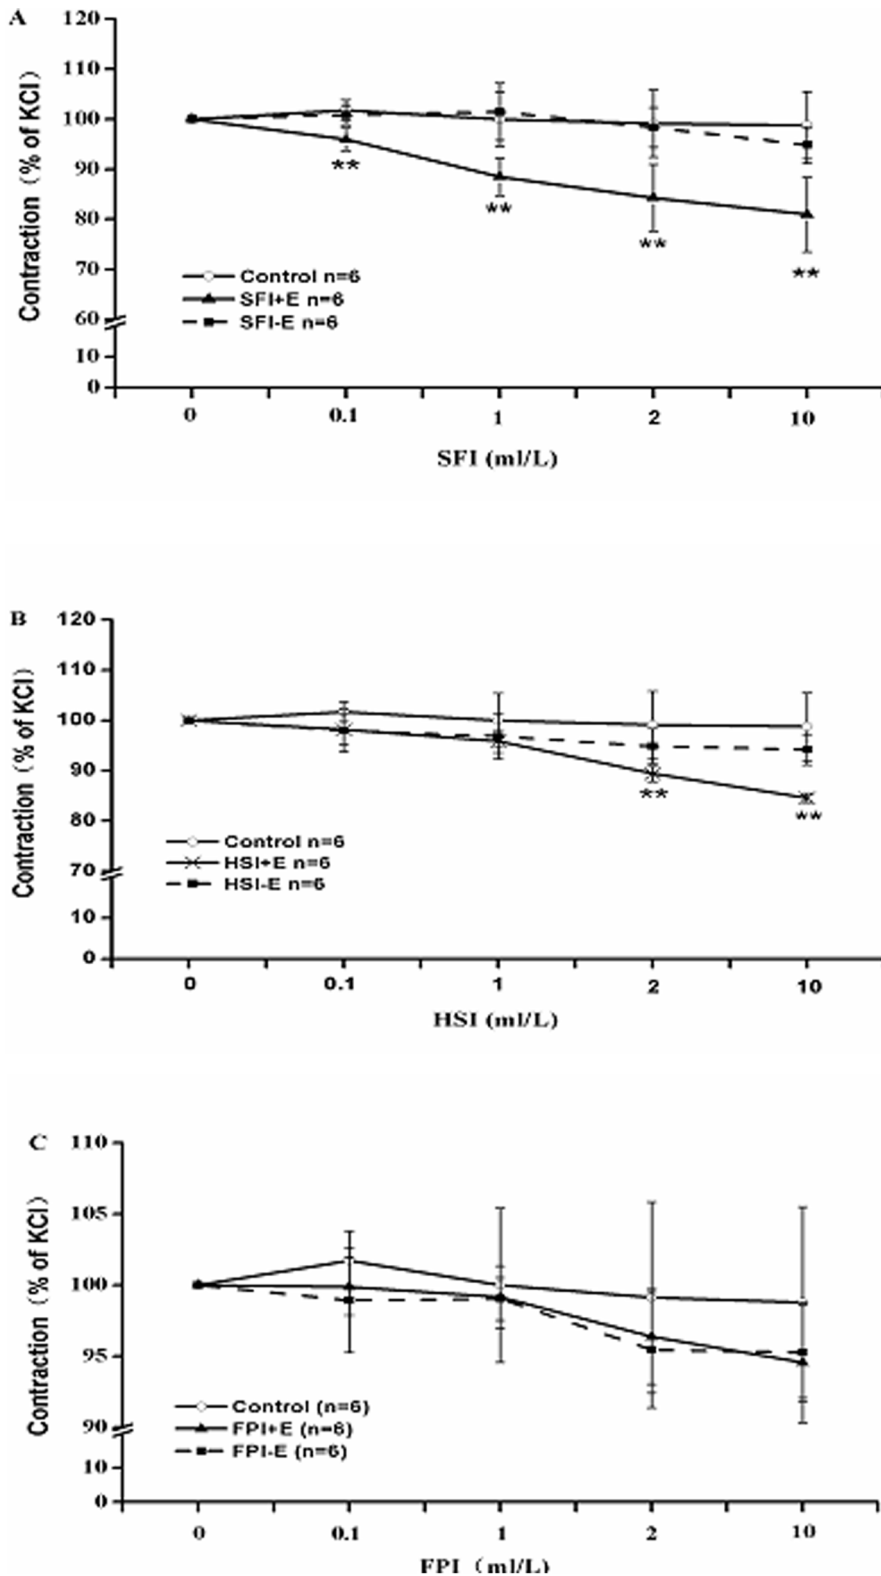 A
120
110
100
90
80
70
60
10
0
Contraction (% of KCl)
**
**
**
**
Control n=6
SFI+E n=6
SFI-E n=6
0 0.1 1 2 10
SFI (ml/L)
B
120
110
100
90
80
70
10
0
Contraction (% of KCl)
**
**
Control n=6
HSI+E n=6
HSI-E n=6
0 0.1 1 2 10
HSI (ml/L)
C
110
105
100
95
90
10
0
Contraction (% of KCl)
Control (n=6)
FPI+E (n=6)
FPI-E (n=6)
0 0.1 1 2 10
FPI (ml/L)